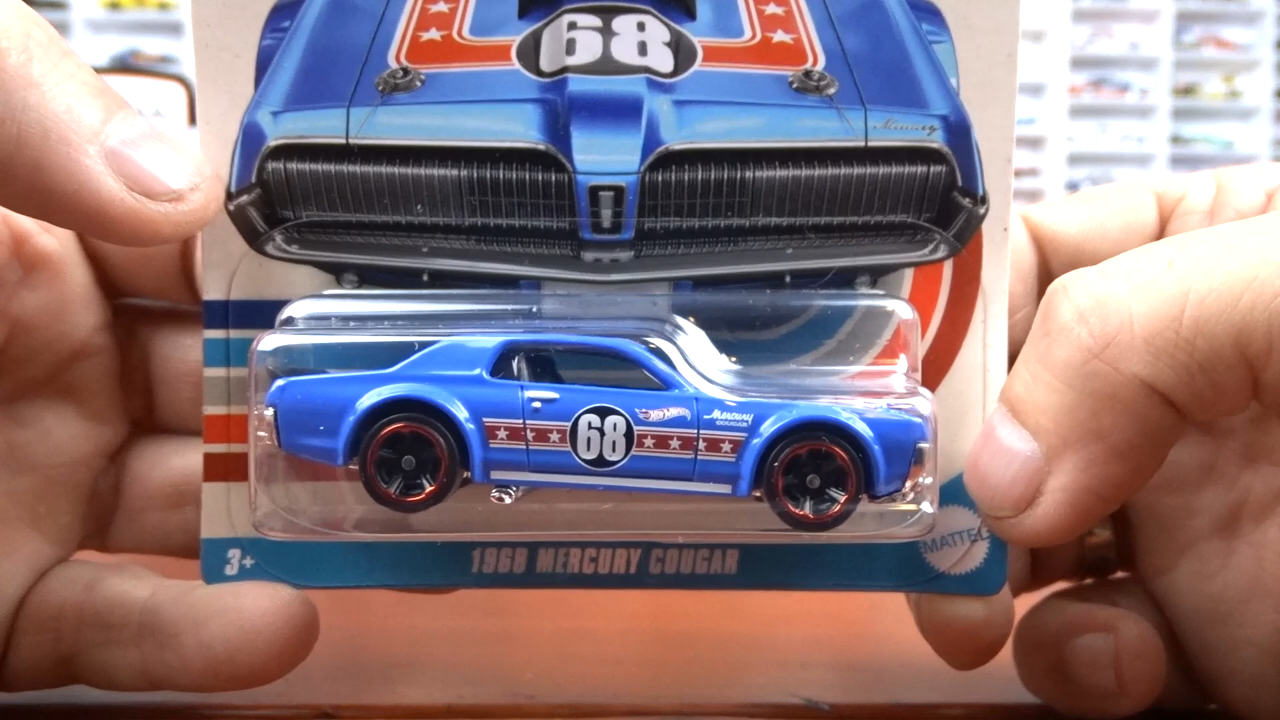 68
Mercury
HOT WHEELS
Mercury
COUGAR
68
3+
1968 MERCURY COUGAR
MATTEL